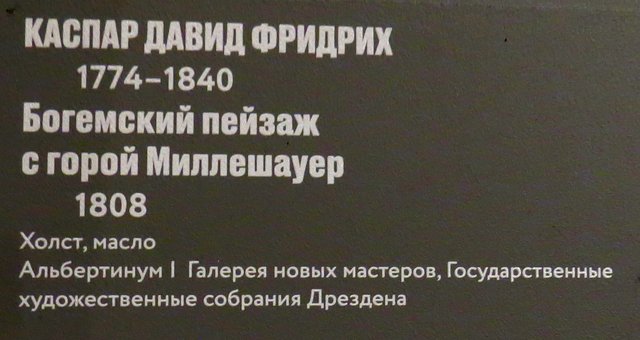 КАСПАР ДАВИД ФРИДРИХ
1774–1840
Богемский пейзаж
с горой Миллешауер
1808
Холст, масло
Альбертинум | Галерея новых мастеров, Государственные
художественные собрания Дрездена